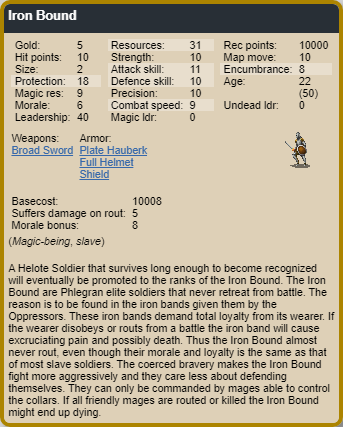 Iron Bound
Gold: 5 Resources: 31 Rec points: 10000
Hit points: 10 Strength: 10 Map move: 10
Size: 2 Attack skill: 11 Encumbrance: 8
Protection: 18 Defence skill: 10 Age: 22
Magic res: 9 Precision: 10 (50)
Morale: 6 Combat speed: 9 Undead ldr: 0
Leadership: 40 Magic ldr: 0
Weapons: Armor:
Broad Sword Plate Hauberk
Full Helmet
Shield
Basecost: 10008
Suffers damage on rout: 5
Morale bonus: 8
(Magic-being, slave)
A Helote Soldier that survives long enough to become recognized
will eventually be promoted to the ranks of the Iron Bound. The Iron
Bound are Phlegran elite soldiers that never retreat from battle. The
reason is to be found in the iron bands given them by the
Oppressors. These iron bands demand total loyalty from its wearer. If
the wearer disobeys or routs from a battle the iron band will cause
excruciating pain and possibly death. Thus the Iron Bound almost
never rout, even though their morale and loyalty is the same as that
of most slave soldiers. The coerced bravery makes the Iron Bound
fight more aggressively and they care less about defending
themselves. They can only be commanded by mages able to control
the collars. If all friendly mages are routed or killed the Iron Bound
might end up dying.